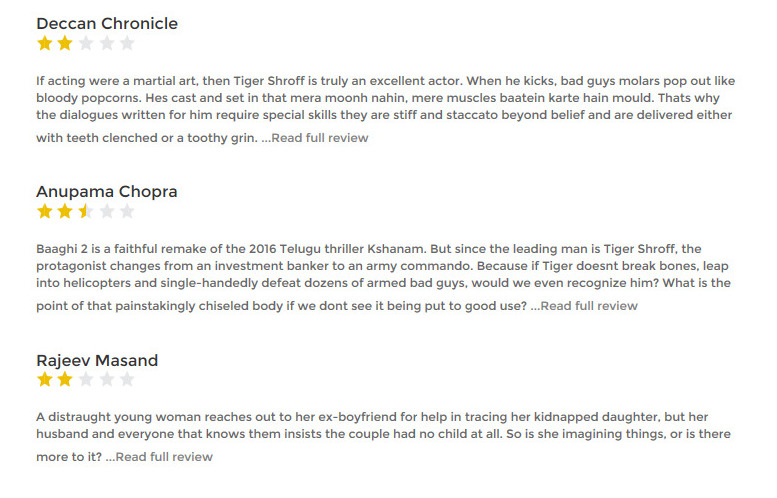 Deccan Chronicle
If acting were a martial art, then Tiger Shroff is truly an excellent actor. When he kicks, bad guys molars pop out like
bloody popcorns. Hes cast and set in that mera moonh nahin, mere muscles baatein karte hain mould. Thats why
the dialogues written for him require special skills they are stiff and staccato beyond belief and are delivered either
with teeth clenched or a toothy grin. ...Read full review
Anupama Chopra
Baaghi 2 is a faithful remake of the 2016 Telugu thriller Kshanam. But since the leading man is Tiger Shroff, the
protagonist changes from an investment banker to an army commando. Because if Tiger doesnt break bones, leap
into helicopters and single-handedly defeat dozens of armed bad guys, would we even recognize him? What is the
point of that painstakingly chiseled body if we dont see it being put to good use? ...Read full review
Rajeev Masand
A distraught young woman reaches out to her ex-boyfriend for help in tracing her kidnapped daughter, but her
husband and everyone that knows them insists the couple had no child at all. So is she imagining things, or is there
more to it? ...Read full review